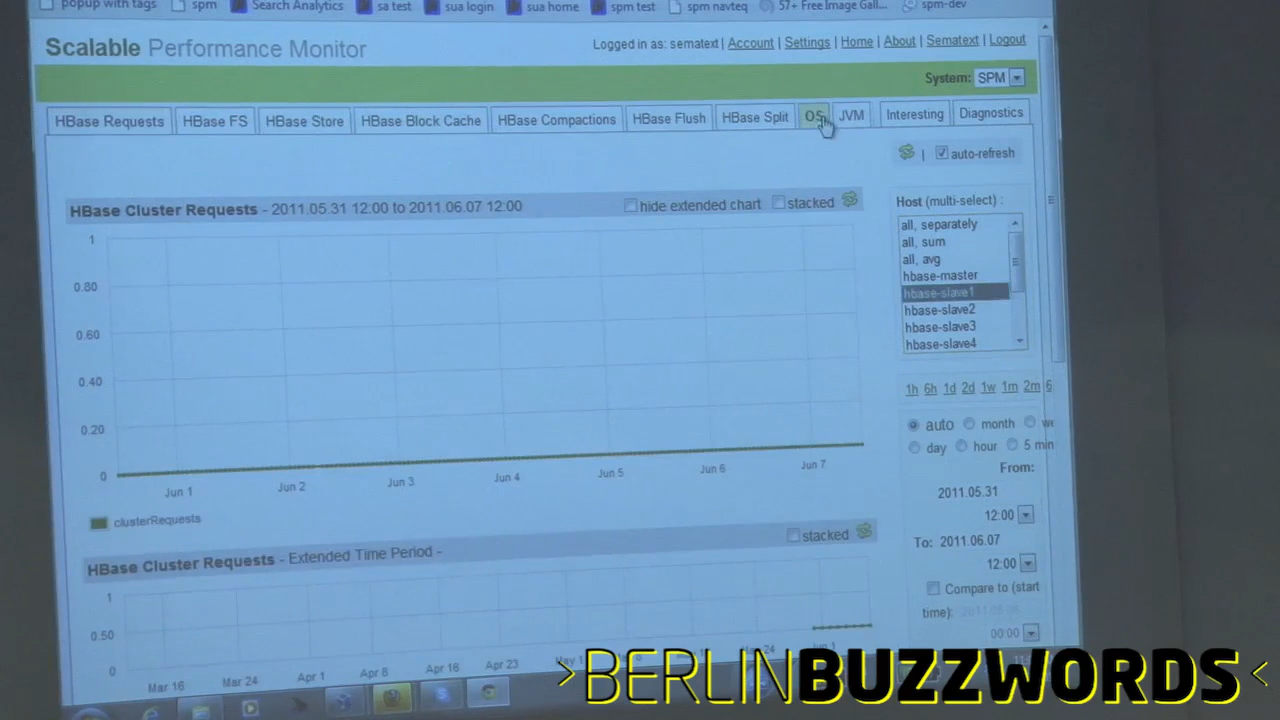 popup with tags spm Search Analytics sa test sua login sua home spm test spm navteq 57+ Free Image Gall... spm-dev
Scalable Performance Monitor
Logged in as: sematext | Account | Settings | Home | About | Sematext | Logout
System: SPM
HBase Requests HBase FS HBase Store HBase Block Cache HBase Compactions HBase Flush HBase Split OS JVM Interesting Diagnostics
| auto-refresh
HBase Cluster Requests - 2011.05.31 12:00 to 2011.06.07 12:00 hide extended chart stacked
Host (multi-select) :
all, separately
all, sum
all, avg
hbase-master
hbase-slave1
hbase-slave2
hbase-slave3
hbase-slave4
1
0.80
0.60
0.40
0.20
0
Jun 1 Jun 2 Jun 3 Jun 4 Jun 5 Jun 6 Jun 7
clusterRequests
1h 6h 1d 2d 1w 1m 2m 6
auto month we
day hour 5 min
From:
2011.05.31
12:00
To: 2011.06.07
12:00
Compare to (start
time):
00:00
HBase Cluster Requests - Extended Time Period - stacked
1
0.50
0
Mar 16 Mar 24 Apr 1 Apr 8 Apr 16 Apr 23
>BERLINBUZZWORDS<